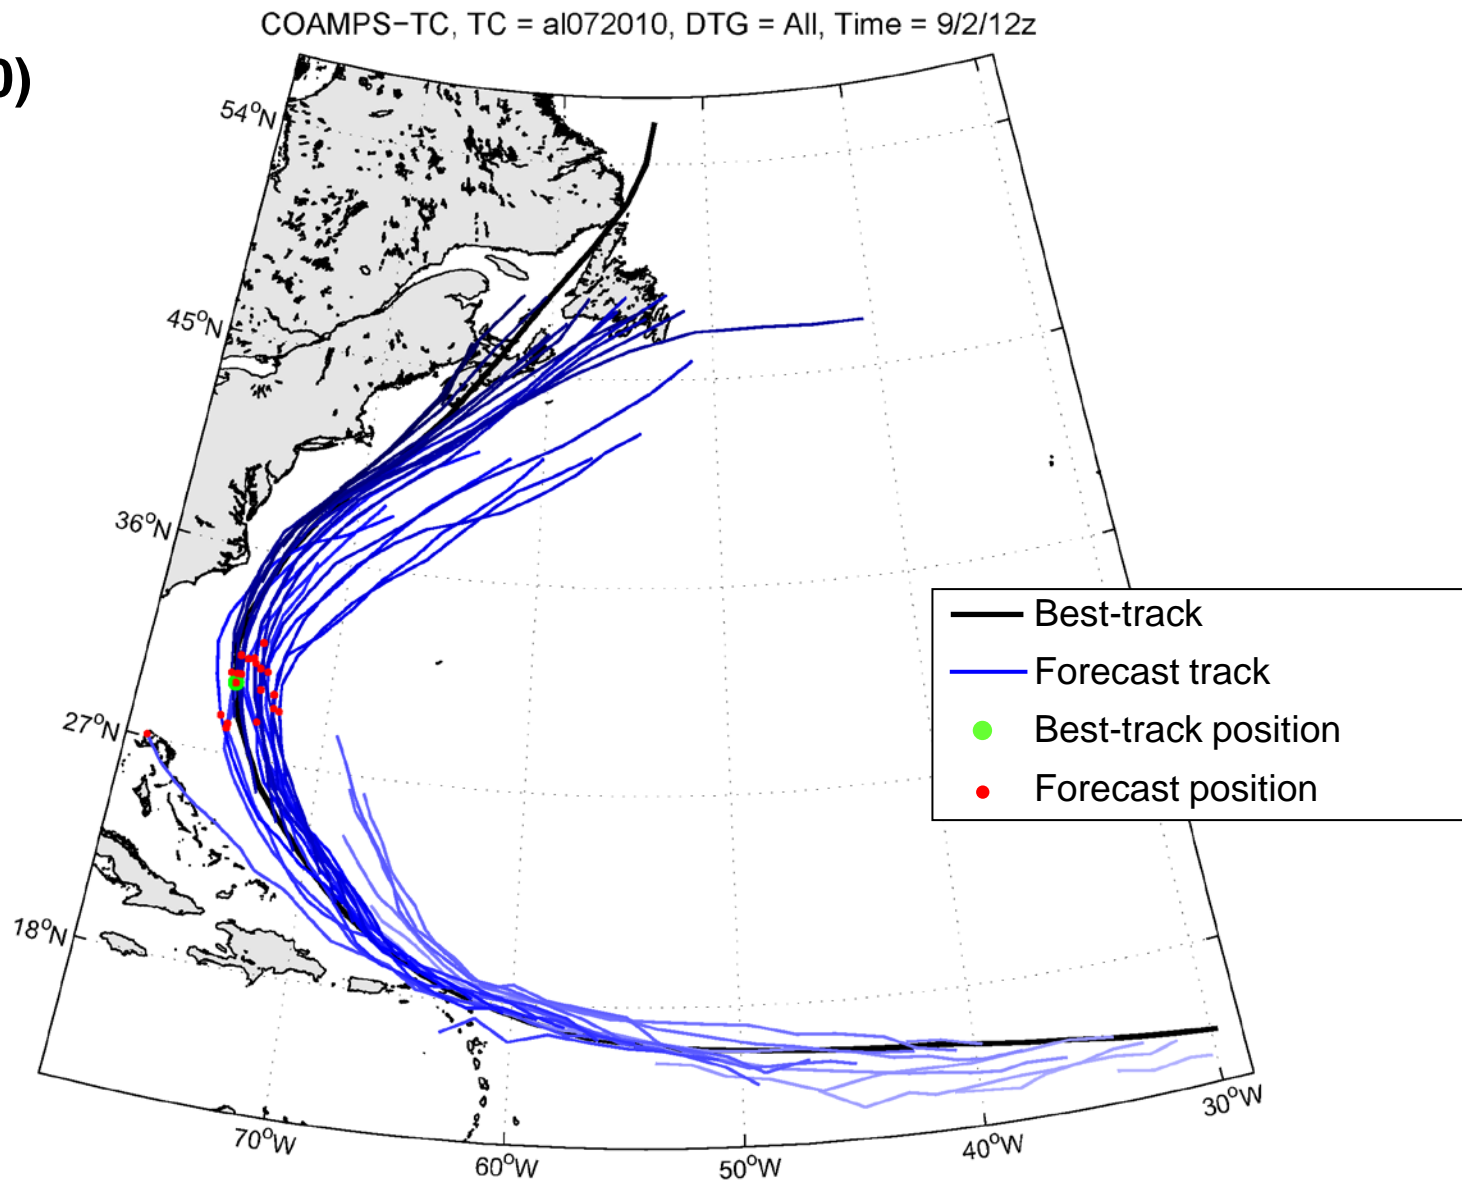 COAMPS−TC, TC = al072010, DTG = All, Time = 9/2/12z
0)
54°N
45°N
36°N
27°N
18°N
70°W
60°W
50°W
40°W
30°W
Best-track
Forecast track
Best-track position
Forecast position